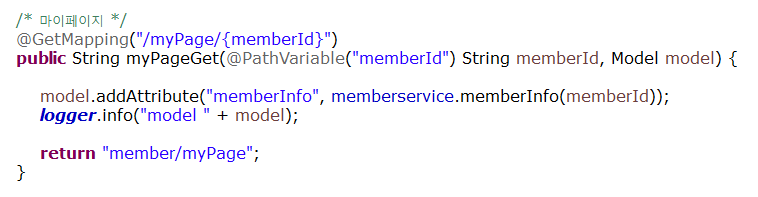 /* 마이페이지 */
@GetMapping("/myPage/{memberId}")
public String myPageGet(@PathVariable("memberId") String memberId, Model model) {
model.addAttribute("memberInfo", memberservice.memberInfo(memberId));
logger.info("model " + model);
return "member/myPage";
}